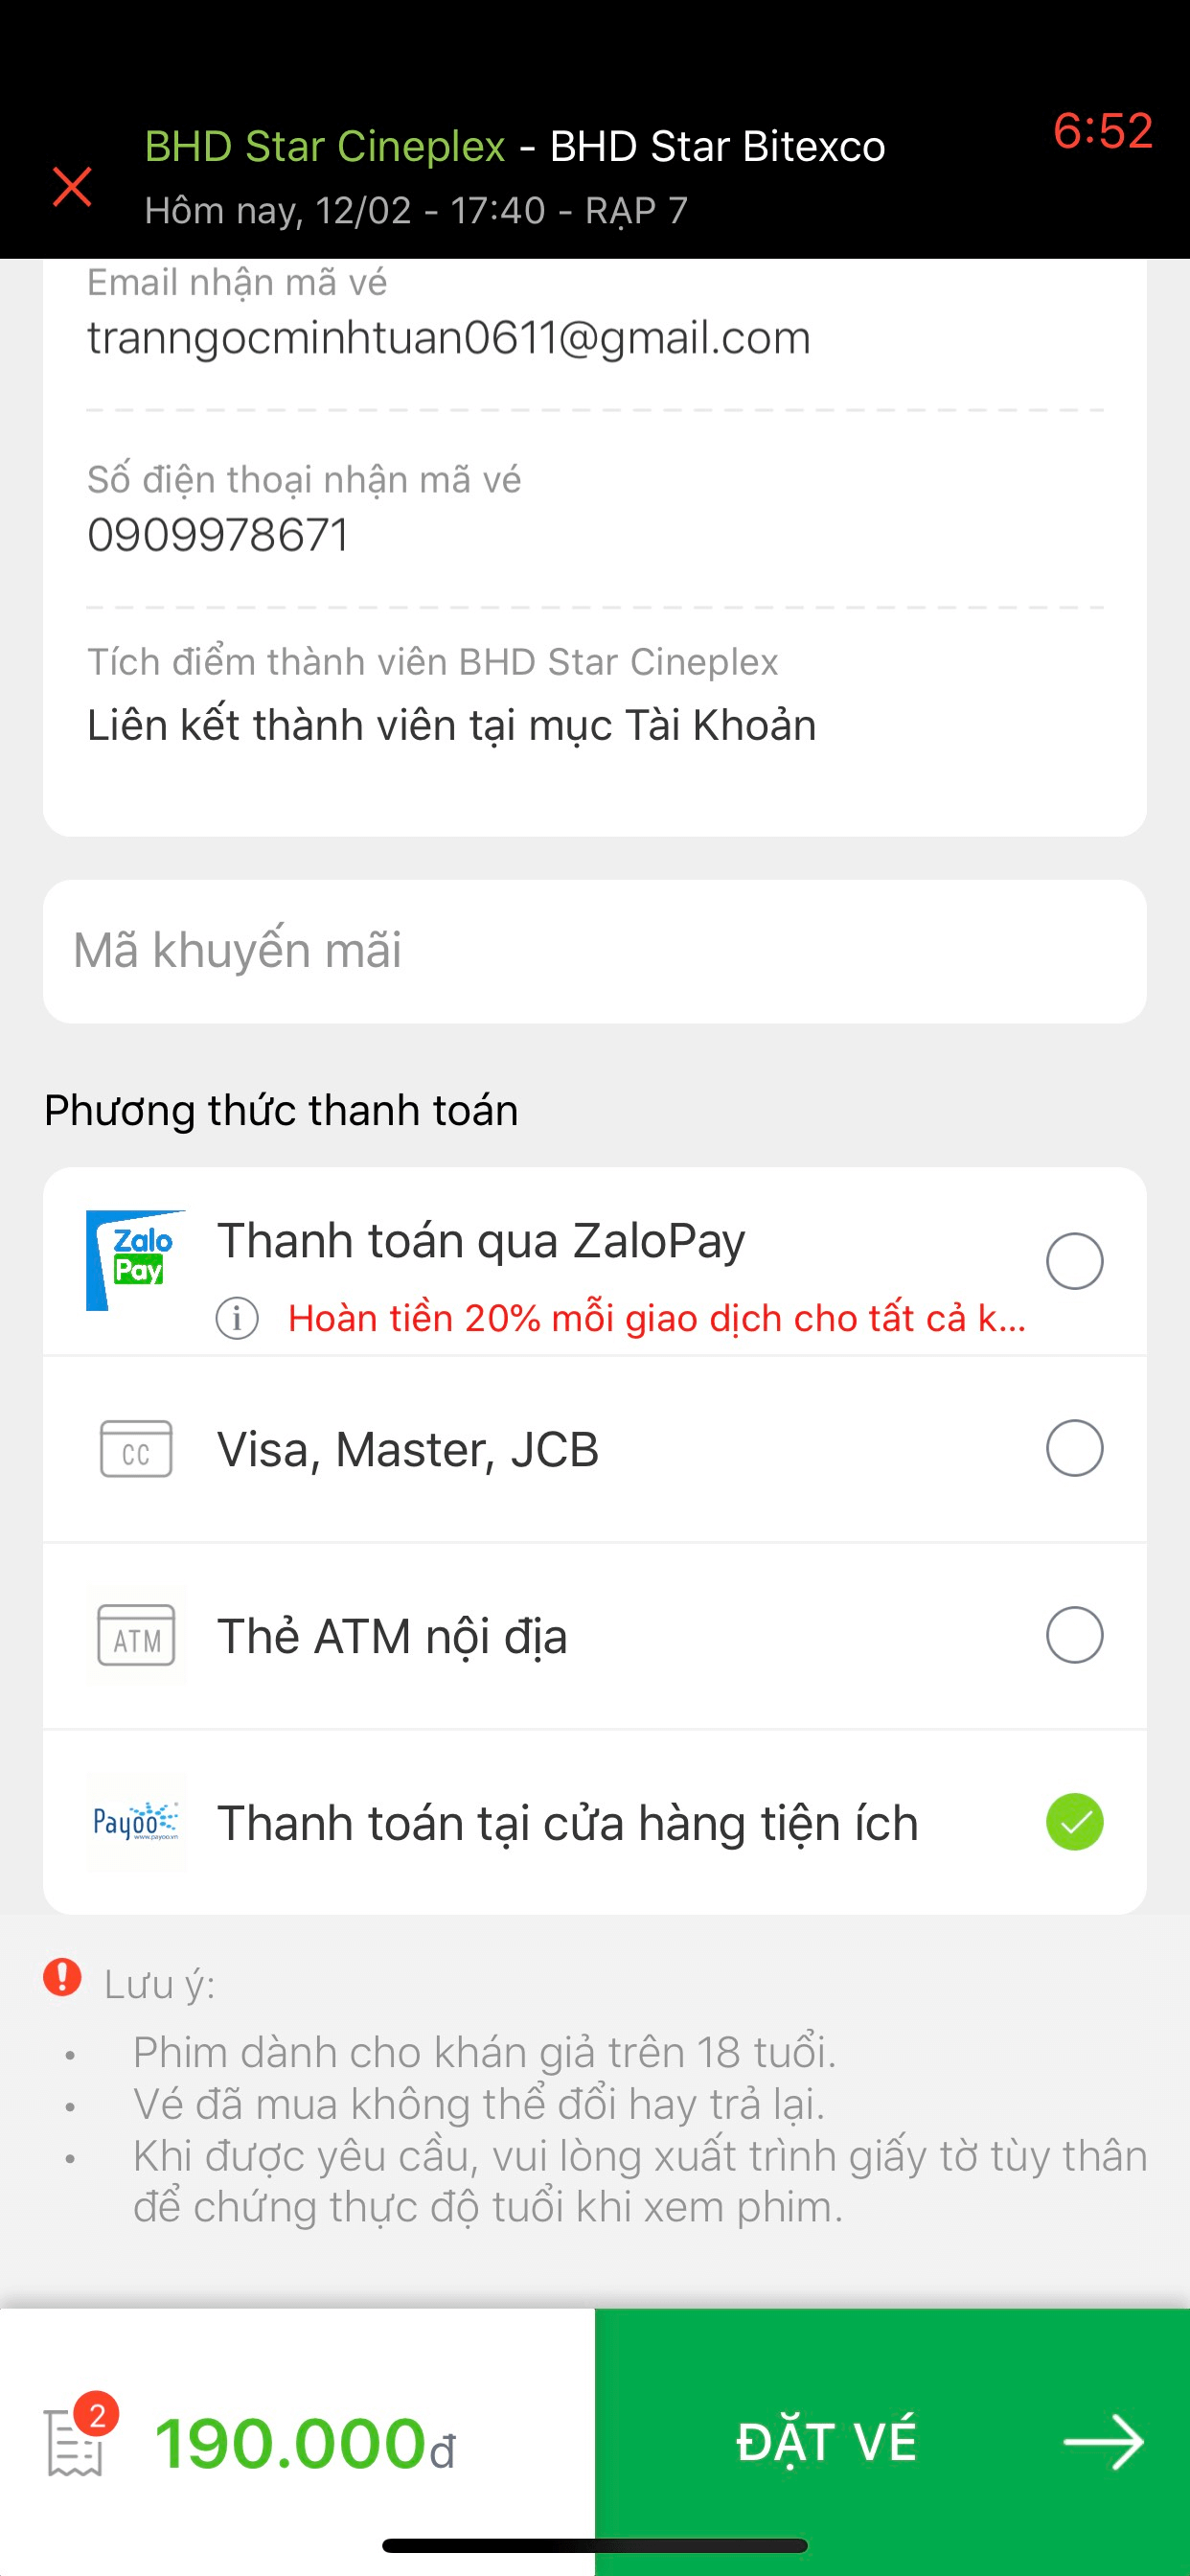 BHD Star Cineplex - BHD Star Bitexco
6:52
Hôm nay, 12/02 - 17:40 - RẠP 7
Email nhận mã vé
tranngocminhtuan0611@gmail.com
Số điện thoại nhận mã vé
0909978671
Tích điểm thành viên BHD Star Cineplex
Liên kết thành viên tại mục Tài Khoản
Mã khuyến mãi
Phương thức thanh toán
Zalo
Pay
Thanh toán qua ZaloPay
Hoàn tiền 20% mỗi giao dịch cho tất cả k...
CC
Visa, Master, JCB
ATM
Thẻ ATM nội địa
Payoo
www.payoo.vn
Thanh toán tại cửa hàng tiện ích
Lưu ý:
• Phim dành cho khán giả trên 18 tuổi.
• Vé đã mua không thể đổi hay trả lại.
• Khi được yêu cầu, vui lòng xuất trình giấy tờ tùy thân
để chứng thực độ tuổi khi xem phim.
2
190.000đ
ĐẶT VÉ